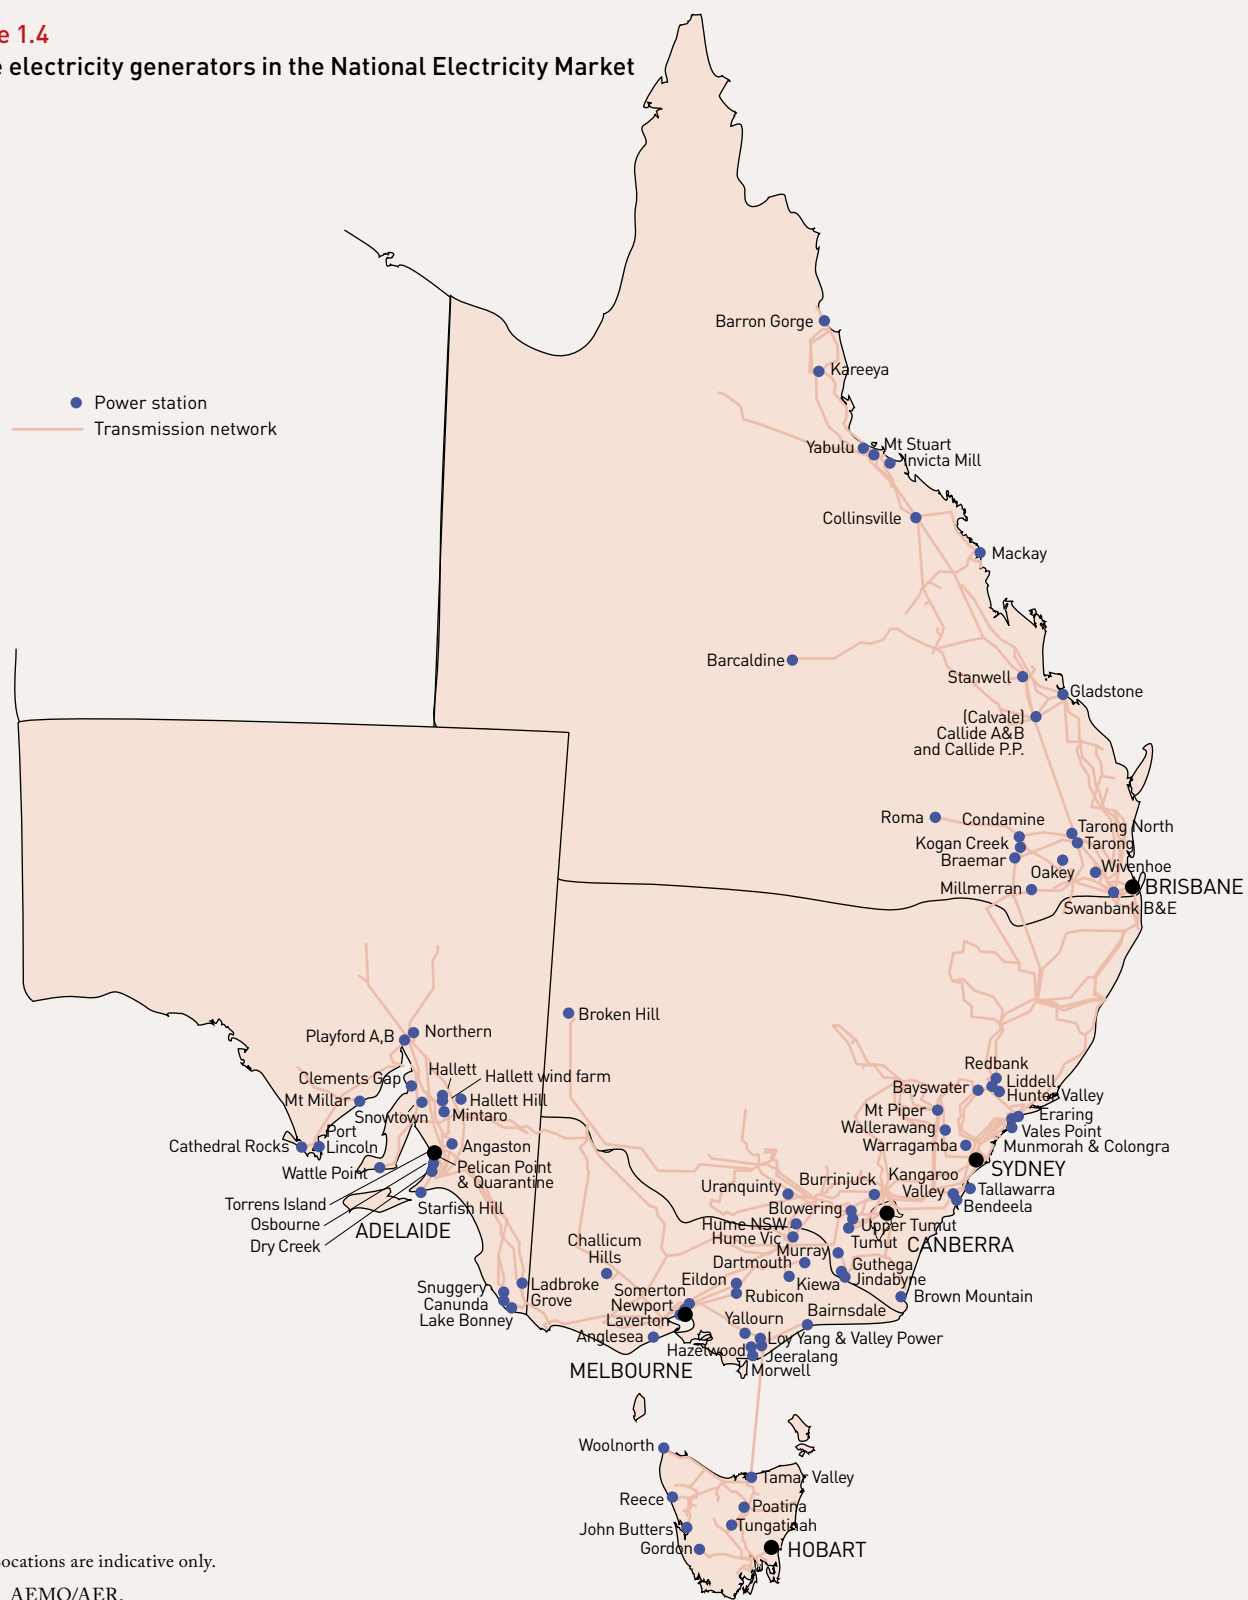 e 1.4
e electricity generators in the National Electricity Market
Power station
Transmission network
Barron Gorge
Kareeya
Yabulu
Mt Stuart
Invicta Mill
Collinsville
Mackay
Barcaldine
Stanwell
Gladstone
(Calvale)
Callide A&B
and Callide P.P.
Roma
Condamine
Tarong North
Kogan Creek
Tarong
Braemar
Oakey
Wivenhoe
Millmerran
BRISBANE
Swanbank B&E
Broken Hill
Playford A,B
Northern
Hallett
Hallett wind farm
Clements Gap
Mt Millar
Hallett Hill
Snowtown
Mintaro
Port
Lincoln
Cathedral Rocks
Angaston
Wattle Point
Pelican Point
& Quarantine
Torrens Island
Starfish Hill
Osbourne
ADELAIDE
Dry Creek
Redbank
Bayswater
Liddell
Hunter Valley
Mt Piper
Eraring
Wallerawang
Vales Point
Warragamba
Munmorah & Colongra
SYDNEY
Kangaroo
Valley
Tallawarra
Bendeela
Uranquinty
Burrinjuck
Blowering
Hume NSW
Upper Tumut
Hume Vic
Tumut
CANBERRA
Murray
Dartmouth
Guthega
Kiewa
Jindabyne
Brown Mountain
Challicum
Hills
Eildon
Rubicon
Somerton
Newport
Laverton
Bairnsdale
Snuggery
Ladbroke
Grove
Canunda
Lake Bonney
Anglesea
Yallourn
Loy Yang & Valley Power
Hazelwood
Jeeralang
Morwell
MELBOURNE
Woolnorth
Tamar Valley
Reece
Poatina
John Butters
Tungatinah
Gordon
HOBART
ocations are indicative only.
AEMO/AER.